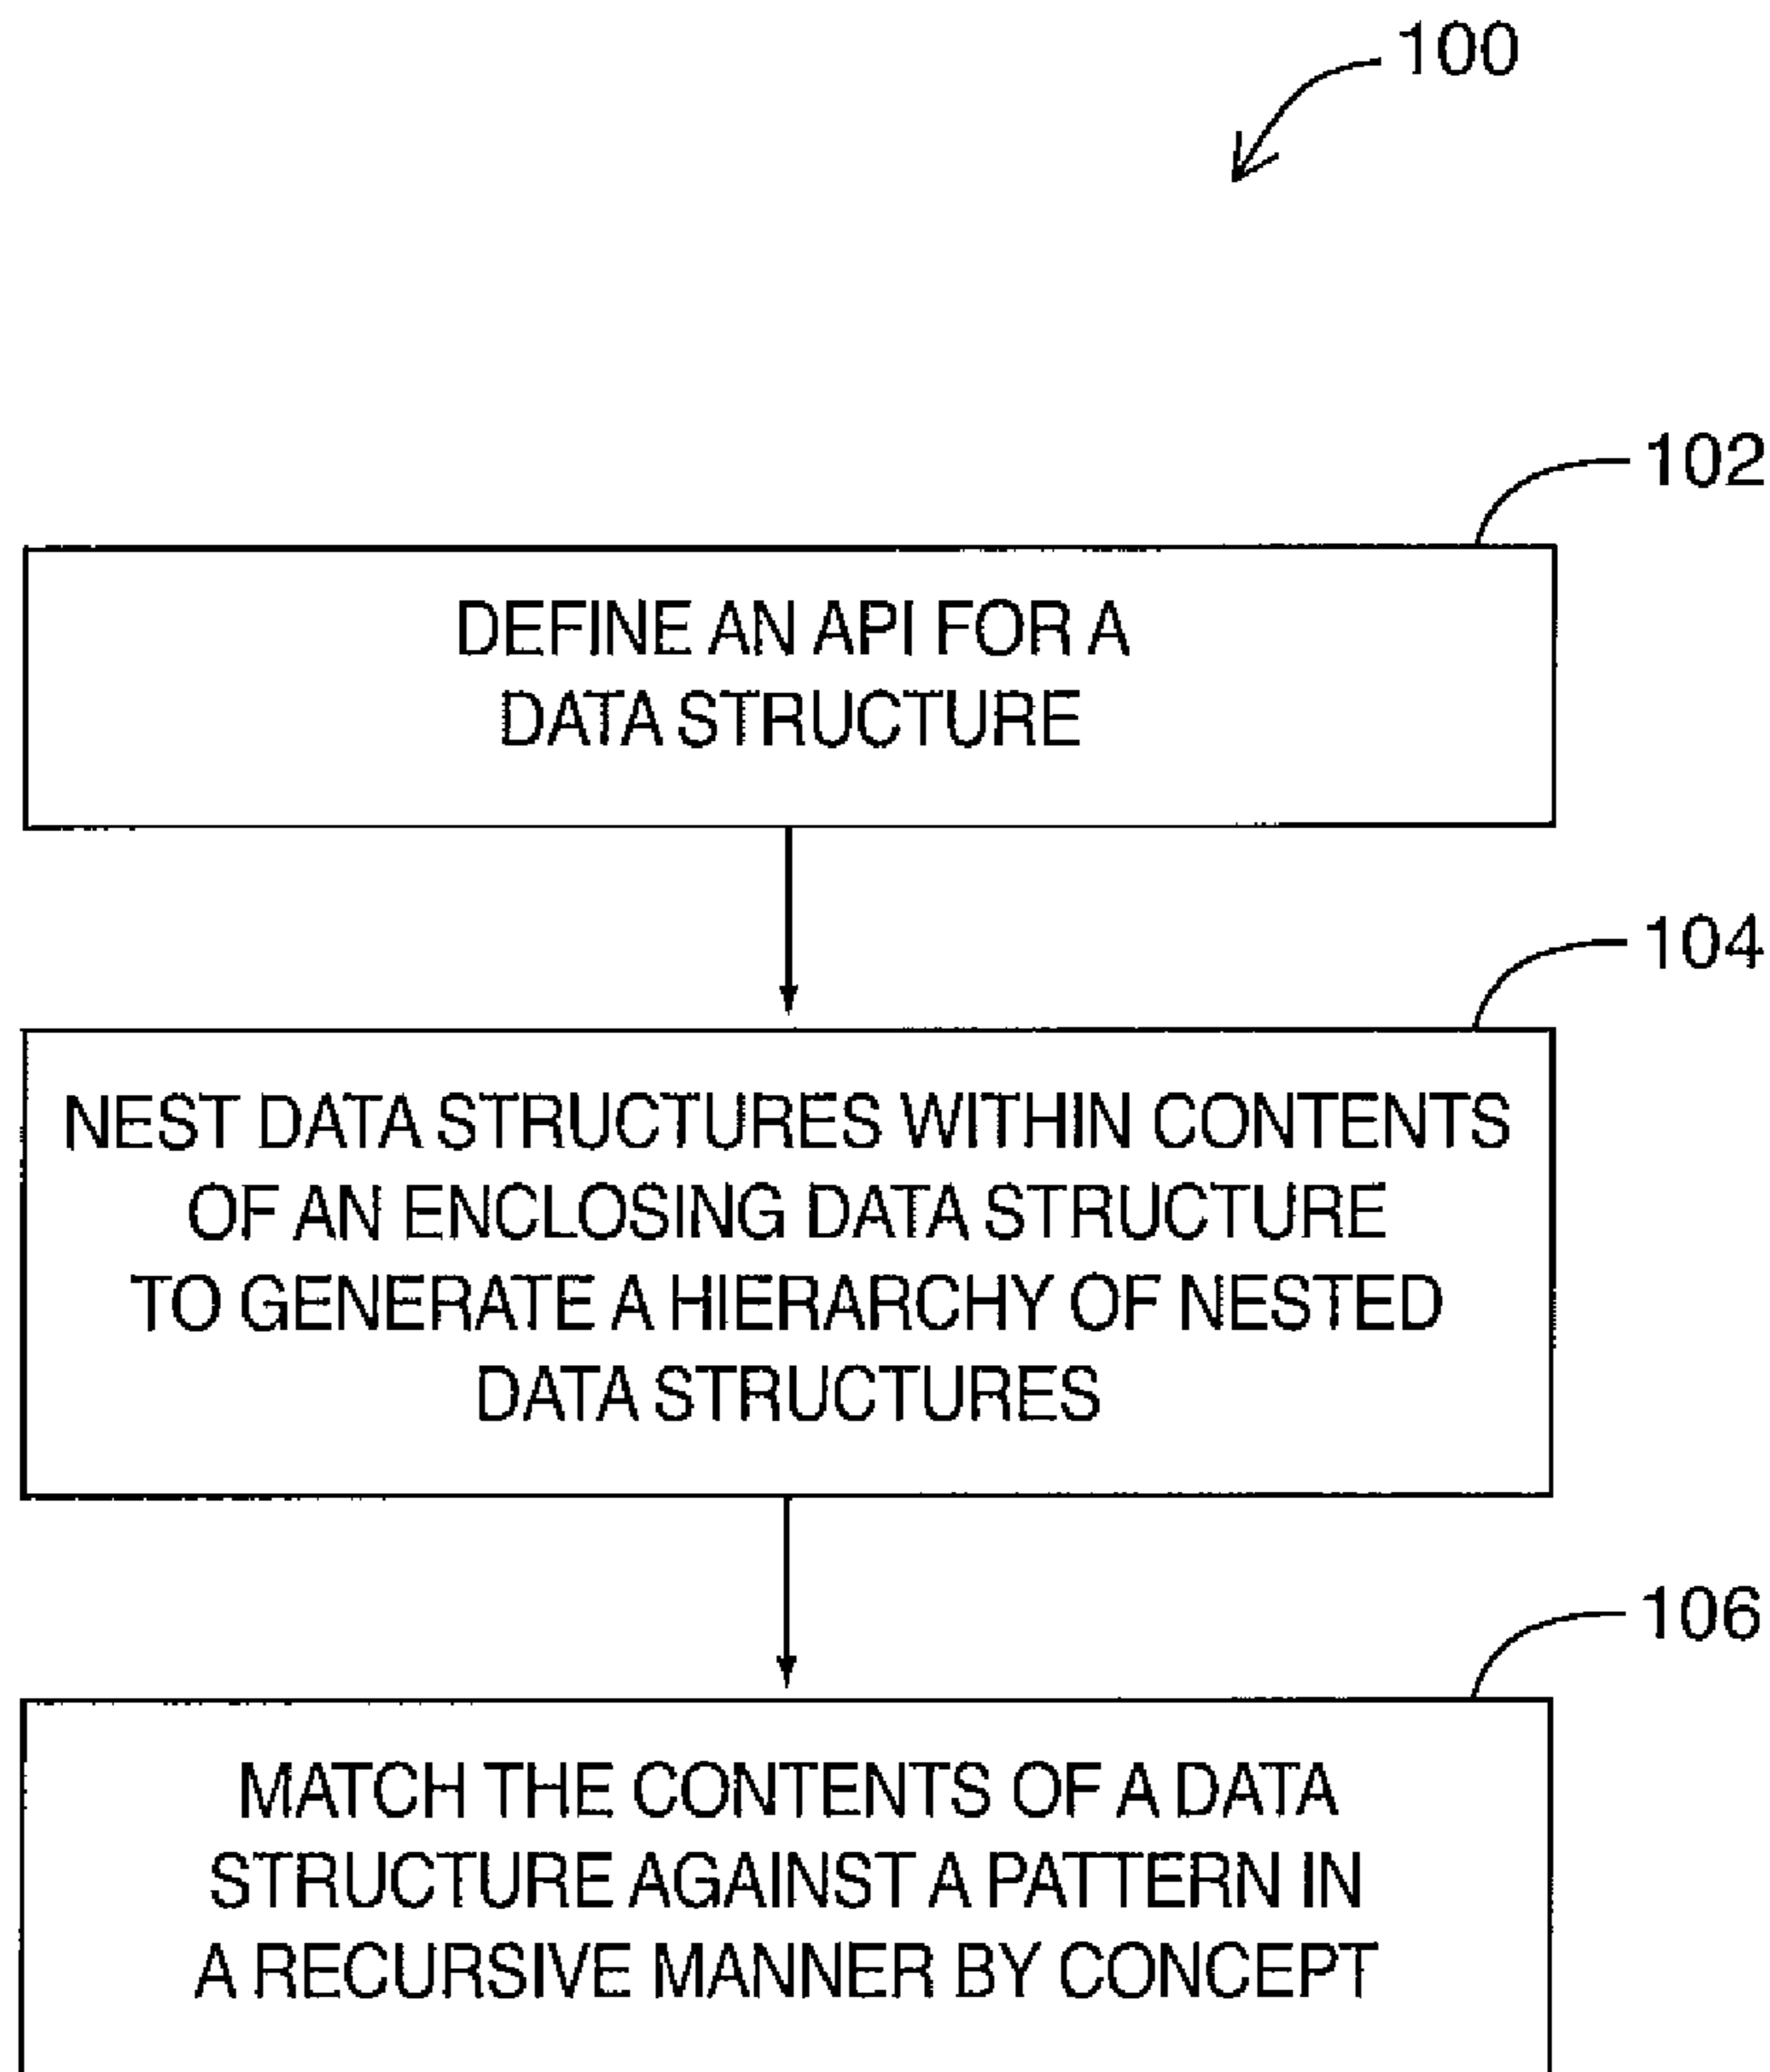 100
102
DEFINE AN API FOR A
DATA STRUCTURE
104
NEST DATA STRUCTURES WITHIN CONTENTS
OF AN ENCLOSING DATA STRUCTURE
TO GENERATE A HIERARCHY OF NESTED
DATA STRUCTURES
106
MATCH THE CONTENTS OF A DATA
STRUCTURE AGAINST A PATTERN IN
A RECURSIVE MANNER BY CONCEPT